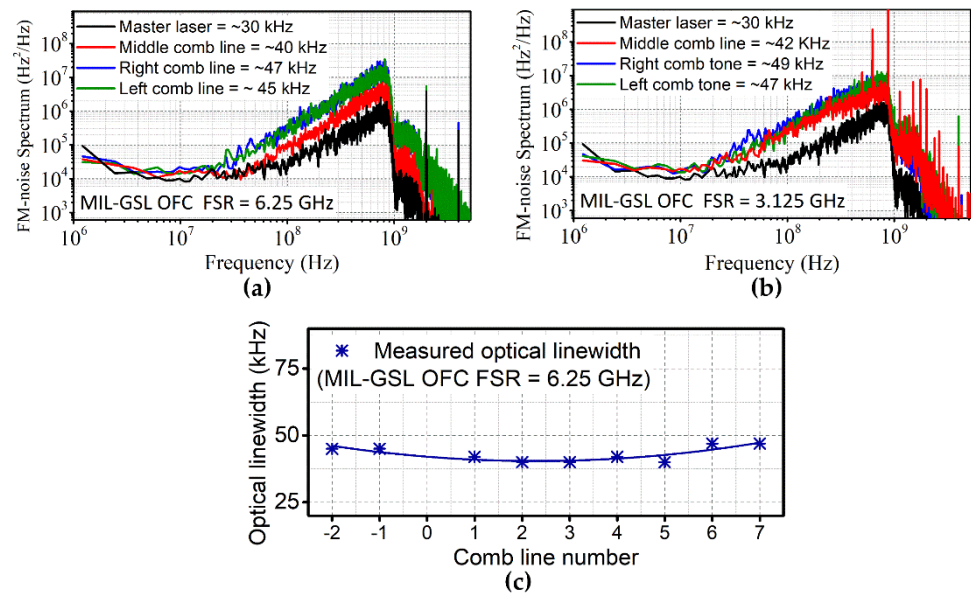 Master laser = ~30 kHz
Middle comb line = ~40 kHz
Right comb line = ~47 kHz
Left comb line = ~ 45 kHz
FM-noise Spectrum (Hz²/Hz)
10⁸
10⁷
10⁶
10⁵
10⁴
10³
MIL-GSL OFC FSR = 6.25 GHz
10⁶ 10⁷ 10⁸ 10⁹
Frequency (Hz)
(a)
Master laser = ~30 kHz
Middle comb line = ~42 KHz
Right comb tone = ~49 kHz
Left comb tone = ~47 kHz
FM-noise Spectrum (Hz²/Hz)
10⁸
10⁷
10⁶
10⁵
10⁴
10³
MIL-GSL OFC FSR = 3.125 GHz
10⁶ 10⁷ 10⁸ 10⁹
Frequency (Hz)
(b)
Optical linewidth (kHz)
75
50
25
Measured optical linewidth
(MIL-GSL OFC FSR = 6.25 GHz)
-2 -1 0 1 2 3 4 5 6 7
Comb line number
(c)